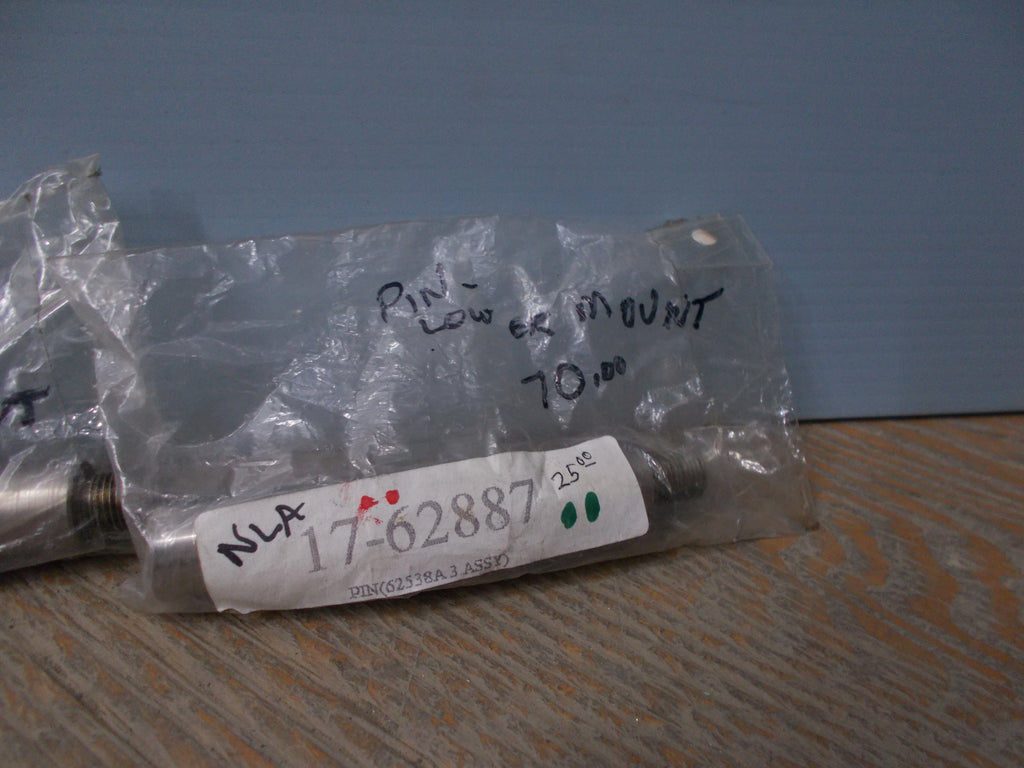 PIN-
LOWER MOUNT
70.00
NLA
17-62887
25.00
PIN(62538A 3 ASSY)